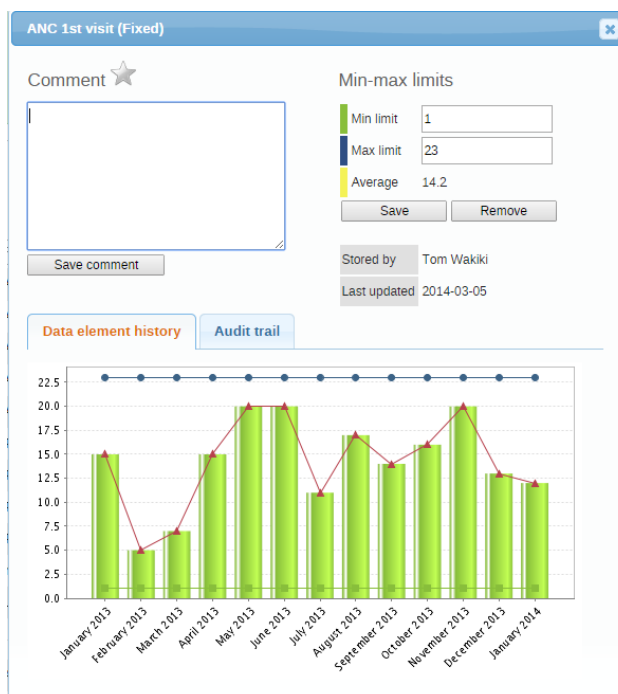 ANC 1st visit (Fixed)
Comment
Min-max limits
Min limit 1
Max limit 23
Average 14.2
Save Remove
Save comment
Stored by Tom Wakiki
Last updated 2014-03-05
Data element history Audit trail
22.5
20.0
17.5
15.0
12.5
10.0
7.5
5.0
2.5
0.0
January 2013 February 2013 March 2013 April 2013 May 2013 June 2013 July 2013 August 2013 September 2013 October 2013 November 2013 December 2013 January 2014